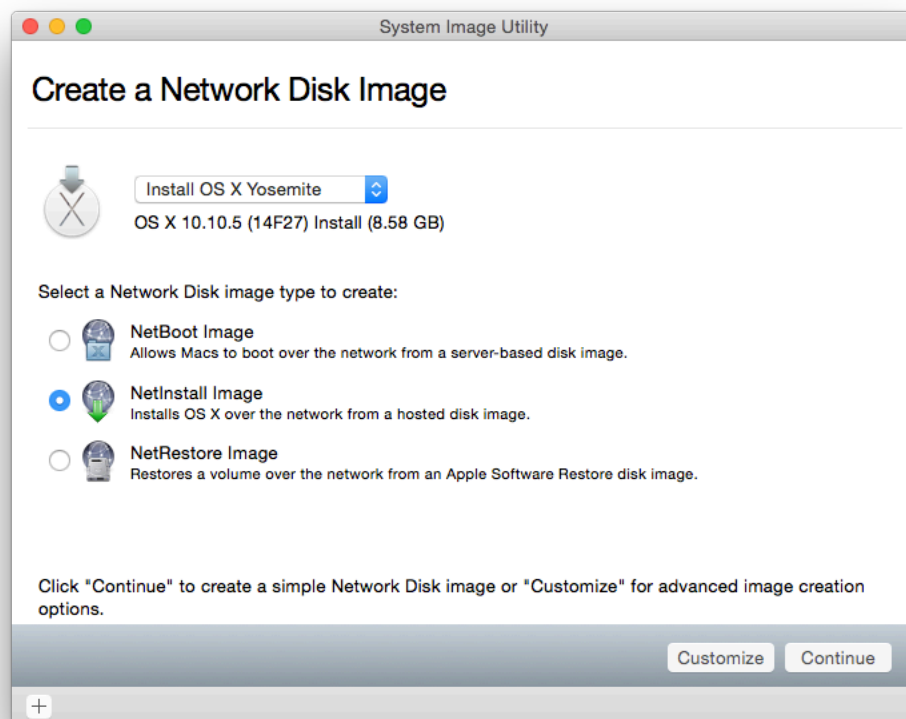 System Image Utility
Create a Network Disk Image
Install OS X Yosemite
OS X 10.10.5 (14F27) Install (8.58 GB)
Select a Network Disk image type to create:
NetBoot Image
Allows Macs to boot over the network from a server-based disk image.
NetInstall Image
Installs OS X over the network from a hosted disk image.
NetRestore Image
Restores a volume over the network from an Apple Software Restore disk image.
Click "Continue" to create a simple Network Disk image or "Customize" for advanced image creation
options.
Customize Continue